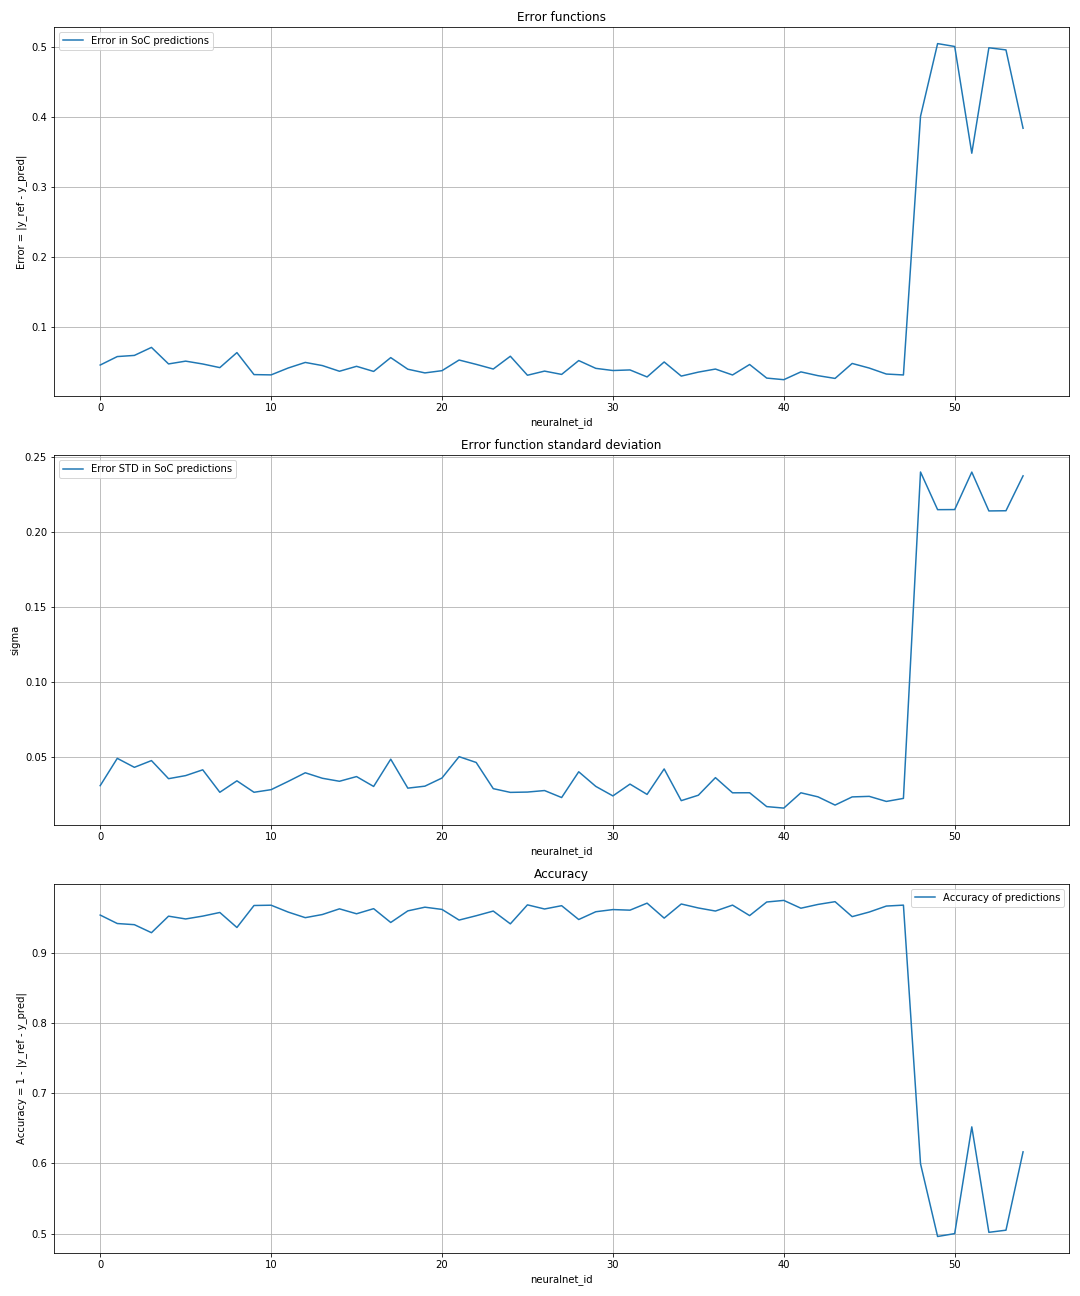 Error functions
Error in SoC predictions
0.5
0.4
0.3
0.2
0.1
Error = |y_ref - y_pred|
0 10 20 30 40 50
neuralnet_id
Error function standard deviation
Error STD in SoC predictions
0.25
0.20
0.15
0.10
0.05
sigma
0 10 20 30 40 50
neuralnet_id
Accuracy
Accuracy of predictions
0.9
0.8
0.7
0.6
0.5
Accuracy = 1 - |y_ref - y_pred|
0 10 20 30 40 50
neuralnet_id